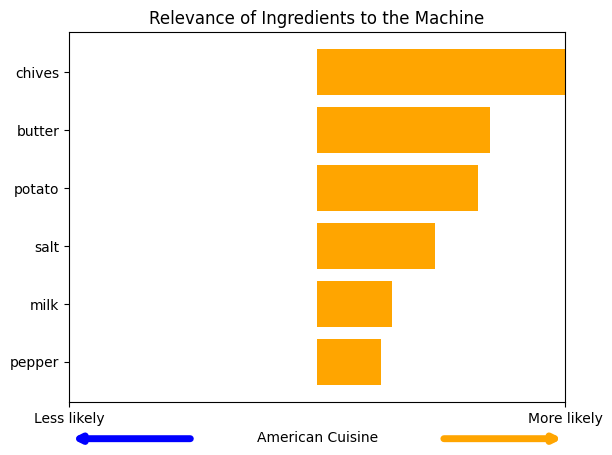 Relevance of Ingredients to the Machine
chives
butter
potato
salt
milk
pepper
Less likely
More likely
American Cuisine